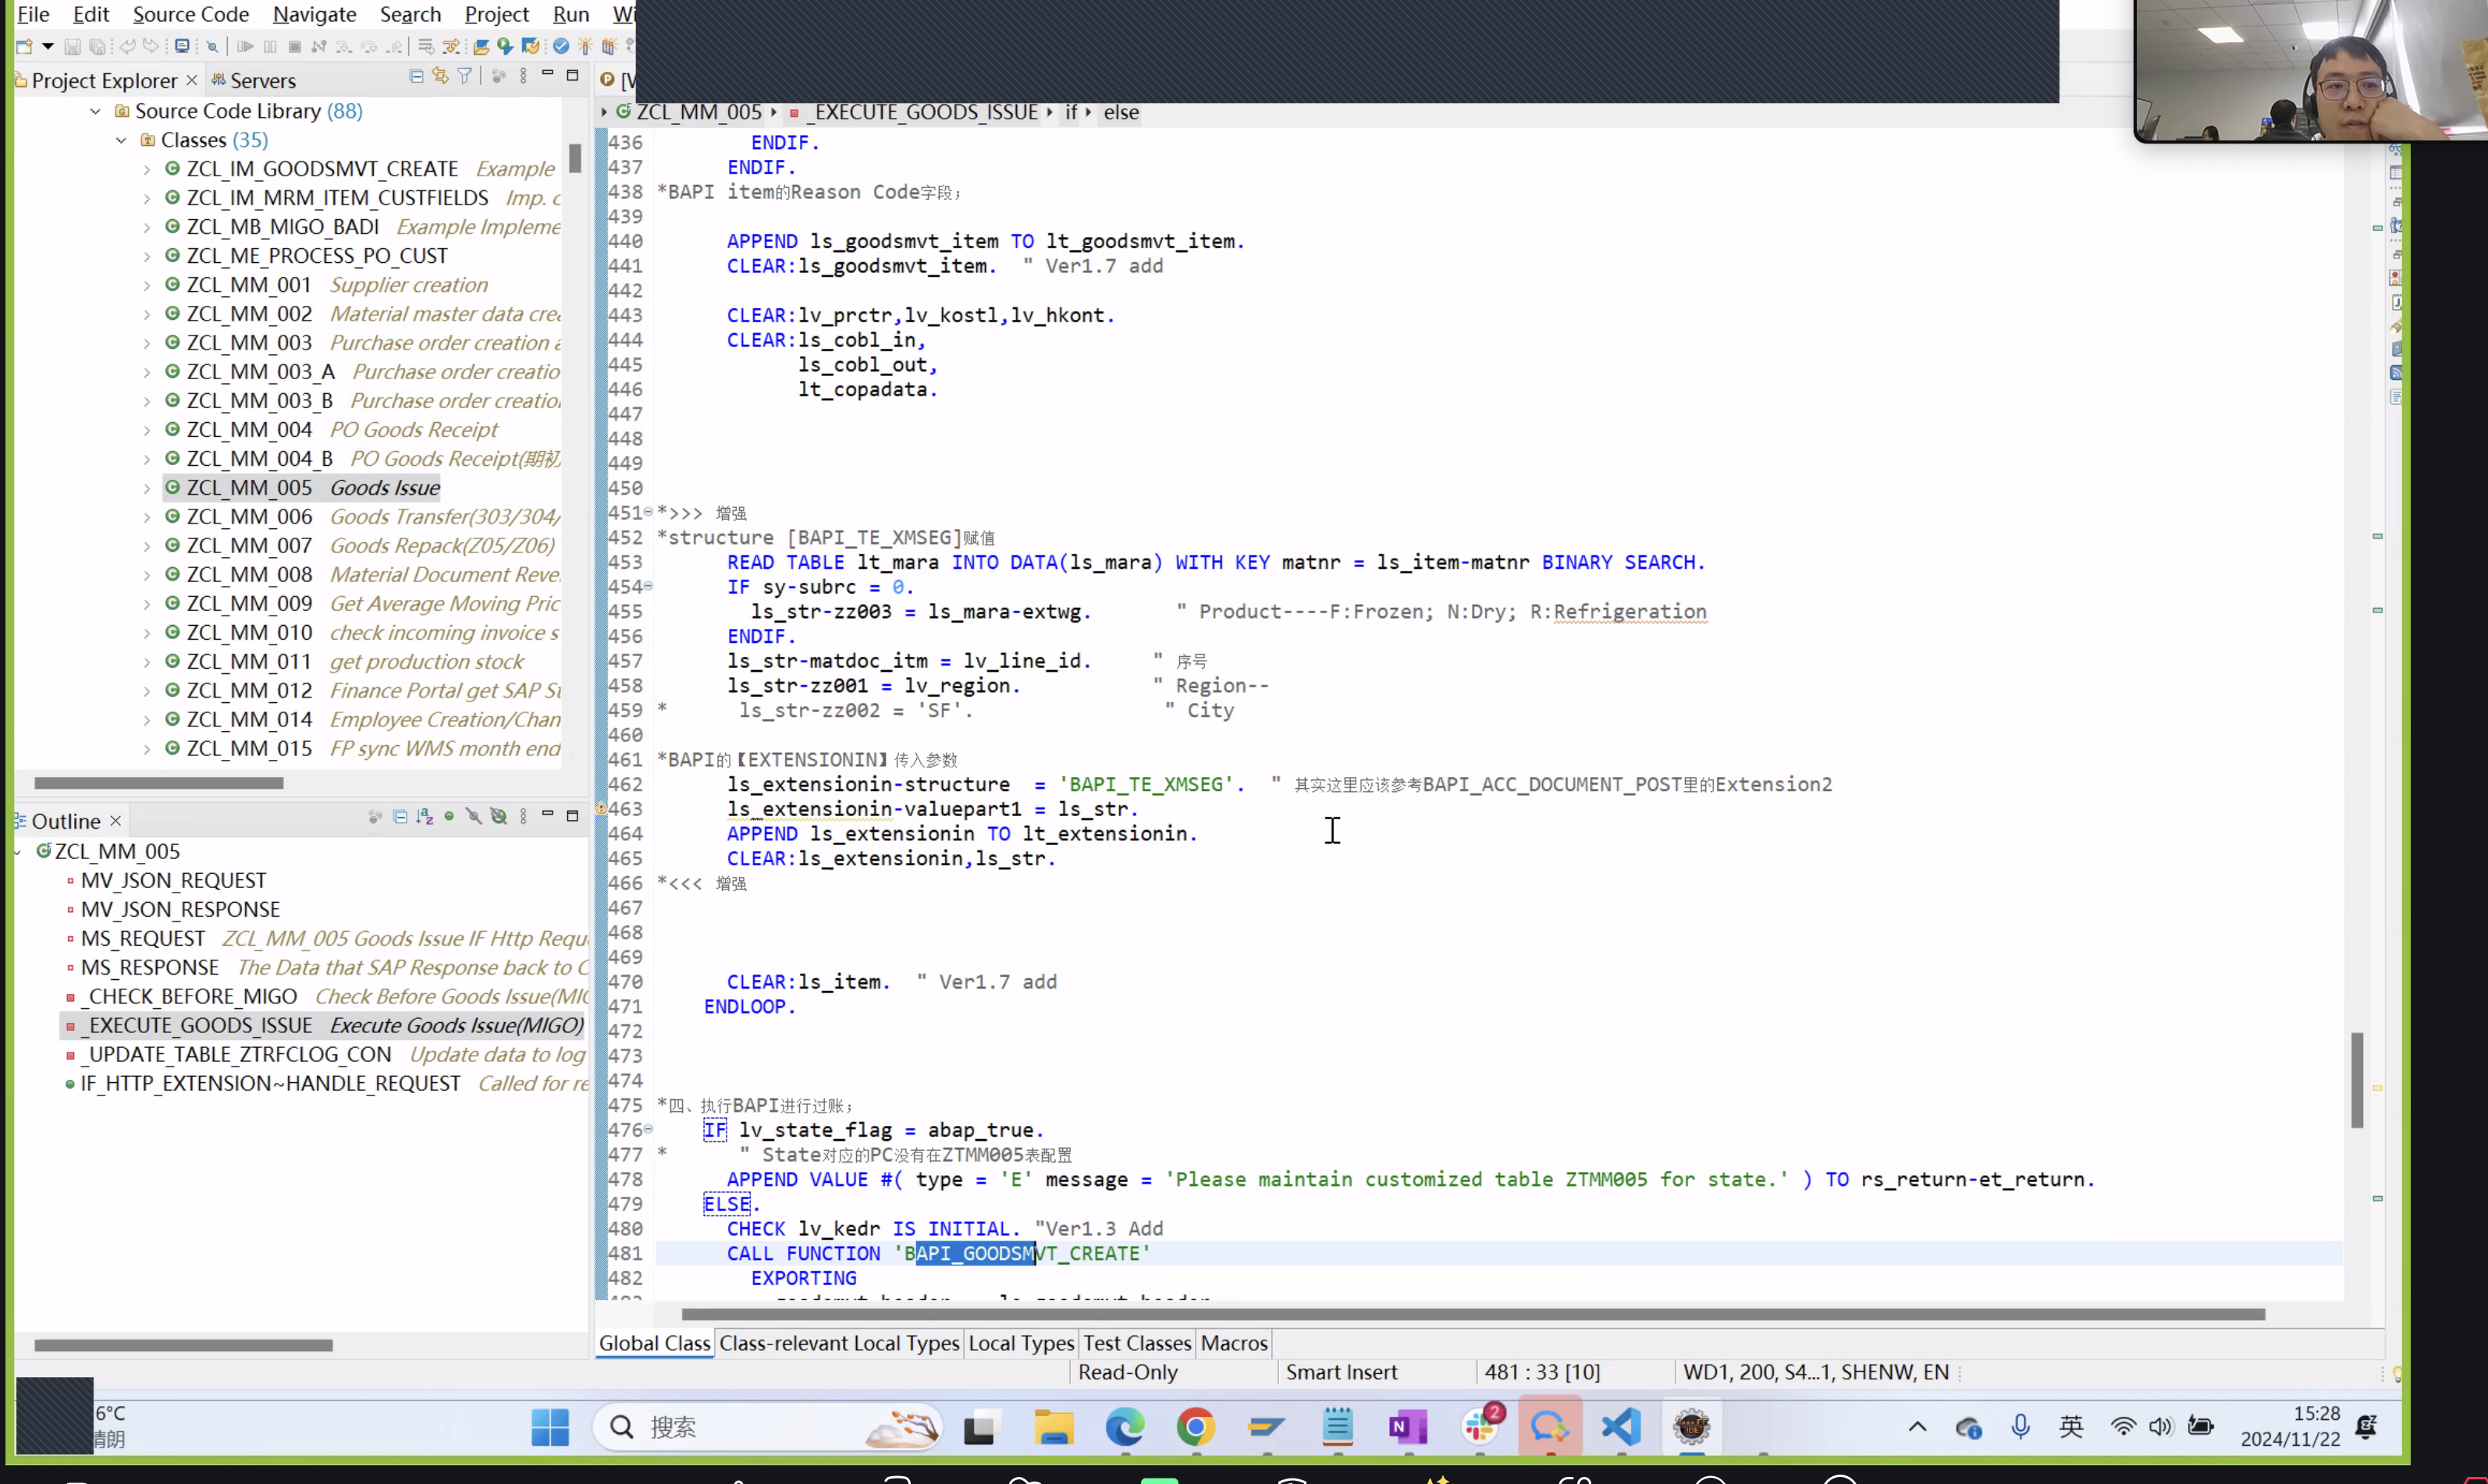 File Edit Source Code Navigate Search Project Run
Project Explorer Servers
Source Code Library (88)
Classes (35)
ZCL_IM_GOODSMVT_CREATE Example
ZCL_IM_MRM_ITEM_CUSTFIELDS Imp.
ZCL_MB_MIGO_BADI Example Impleme
ZCL_ME_PROCESS_PO_CUST
ZCL_MM_001 Supplier creation
ZCL_MM_002 Material master data cre
ZCL_MM_003 Purchase order creation
ZCL_MM_003_A Purchase order creatio
ZCL_MM_003_B Purchase order creatio
ZCL_MM_004 PO Goods Receipt
ZCL_MM_004_B PO Goods Receipt(期初
ZCL_MM_005 Goods Issue
ZCL_MM_006 Goods Transfer(303/304/
ZCL_MM_007 Goods Repack(Z05/Z06)
ZCL_MM_008 Material Document Reve
ZCL_MM_009 Get Average Moving Pric
ZCL_MM_010 check incoming invoice s
ZCL_MM_011 get production stock
ZCL_MM_012 Finance Portal get SAP St
ZCL_MM_014 Employee Creation/Chan
ZCL_MM_015 FP sync WMS month end
Outline
ZCL_MM_005
MV_JSON_REQUEST
MV_JSON_RESPONSE
MS_REQUEST ZCL_MM_005 Goods Issue IF Http Requ
MS_RESPONSE The Data that SAP Response back to C
_CHECK_BEFORE_MIGO Check Before Goods Issue(MI
_EXECUTE_GOODS_ISSUE Execute Goods Issue(MIGO)
_UPDATE_TABLE_ZTRFCLOG_CON Update data to log
IF_HTTP_EXTENSION~HANDLE_REQUEST Called for re
ZCL_MM_005 _EXECUTE_GOODS_ISSUE if else
436 ENDIF.
437 ENDIF.
438 *BAPI item的Reason Code字段；
439
440 APPEND ls_goodsmvt_item TO lt_goodsmvt_item.
441 CLEAR:ls_goodsmvt_item. " Ver1.7 add
442
443 CLEAR:lv_prctr,lv_kostl,lv_hkont.
444 CLEAR:ls_cobl_in,
445 ls_cobl_out,
446 lt_copadata.
447
448
449
450
451 *>>> 增强
452 *structure [BAPI_TE_XMSEG]赋值
453 READ TABLE lt_mara INTO DATA(ls_mara) WITH KEY matnr = ls_item-matnr BINARY SEARCH.
454 IF sy-subrc = 0.
455 ls_str-zz003 = ls_mara-extwg. " Product----F:Frozen; N:Dry; R:Refrigeration
456 ENDIF.
457 ls_str-matdoc_itm = lv_line_id. " 序号
458 ls_str-zz001 = lv_region. " Region--
459 * ls_str-zz002 = 'SF'. " City
460
461 *BAPI的【EXTENSIONIN】传入参数
462 ls_extensionin-structure = 'BAPI_TE_XMSEG'. " 其实这里应该参考BAPI_ACC_DOCUMENT_POST里的Extension2
463 ls_extensionin-valuepart1 = ls_str.
464 APPEND ls_extensionin TO lt_extensionin.
465 CLEAR:ls_extensionin,ls_str.
466 *<<< 增强
467
468
469
470 CLEAR:ls_item. " Ver1.7 add
471 ENDLOOP.
472
473
474
475 *四、执行BAPI进行过账；
476 IF lv_state_flag = abap_true.
477 * " State对应的PC没有在ZTMM005表配置
478 APPEND VALUE #( type = 'E' message = 'Please maintain customized table ZTMM005 for state.' ) TO rs_return-et_return.
479 ELSE.
480 CHECK lv_kedr IS INITIAL. "Ver1.3 Add
481 CALL FUNCTION 'BAPI_GOODSMVT_CREATE'
482 EXPORTING
Global Class Class-relevant Local Types Local Types Test Classes Macros
Read-Only Smart Insert 481 : 33 [10] WD1, 200, S4...1, SHENW, EN
6°C
晴朗
搜索
2
英
15:28
2024/11/22